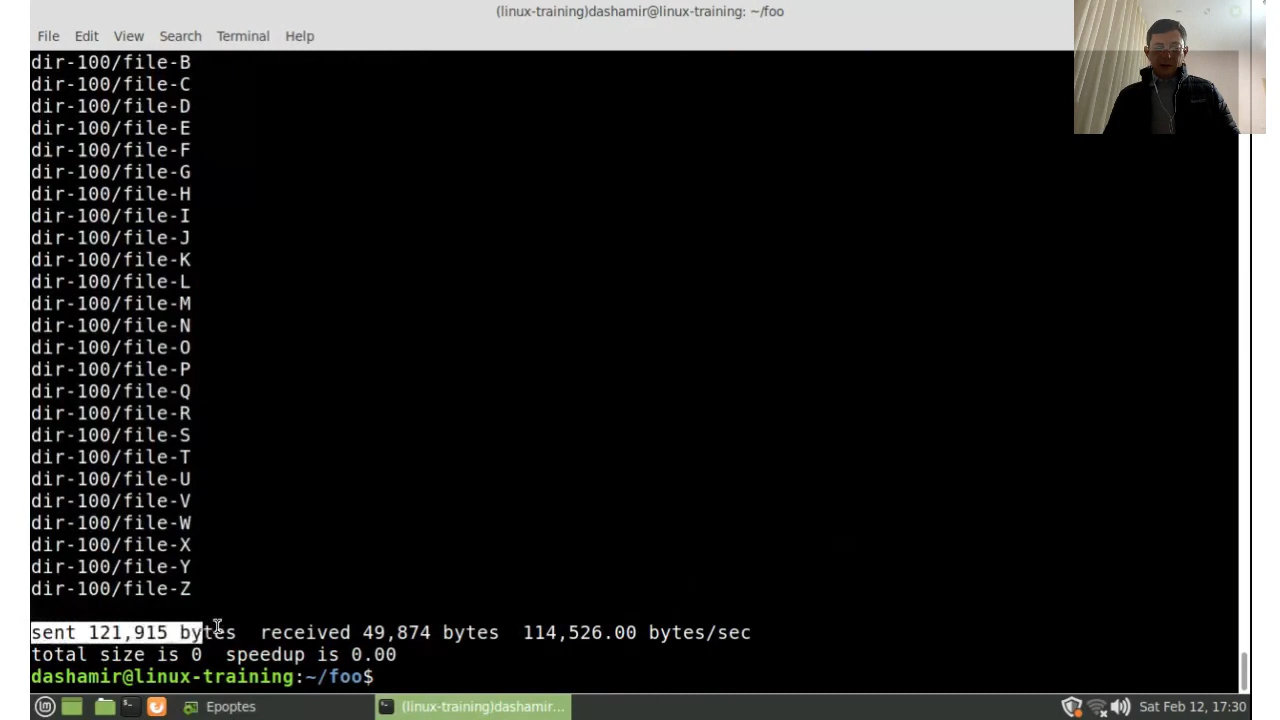 (linux-training)dashamir@linux-training: ~/foo
File Edit View Search Terminal Help
dir-100/file-B
dir-100/file-C
dir-100/file-D
dir-100/file-E
dir-100/file-F
dir-100/file-G
dir-100/file-H
dir-100/file-I
dir-100/file-J
dir-100/file-K
dir-100/file-L
dir-100/file-M
dir-100/file-N
dir-100/file-O
dir-100/file-P
dir-100/file-Q
dir-100/file-R
dir-100/file-S
dir-100/file-T
dir-100/file-U
dir-100/file-V
dir-100/file-W
dir-100/file-X
dir-100/file-Y
dir-100/file-Z
sent 121,915 bytes  received 49,874 bytes  114,526.00 bytes/sec
total size is 0  speedup is 0.00
dashamir@linux-training:~/foo$
Epoptes (linux-training)dashamir... Sat Feb 12, 17:30